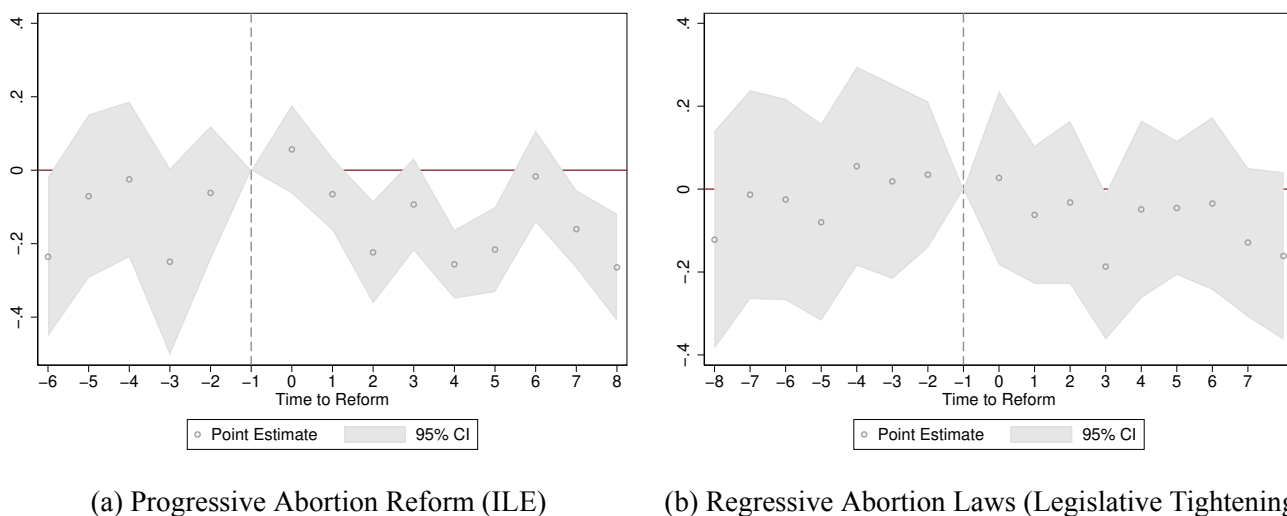 .4
.2
0
-.2
-.4
-6 -5 -4 -3 -2 -1 0 1 2 3 4 5 6 7 8
Time to Reform
Point Estimate 95% CI
(a) Progressive Abortion Reform (ILE)
.4
.2
0
-.2
-.4
-8 -7 -6 -5 -4 -3 -2 -1 0 1 2 3 4 5 6 7
Time to Reform
Point Estimate 95% CI
(b) Regressive Abortion Laws (Legislative Tightening